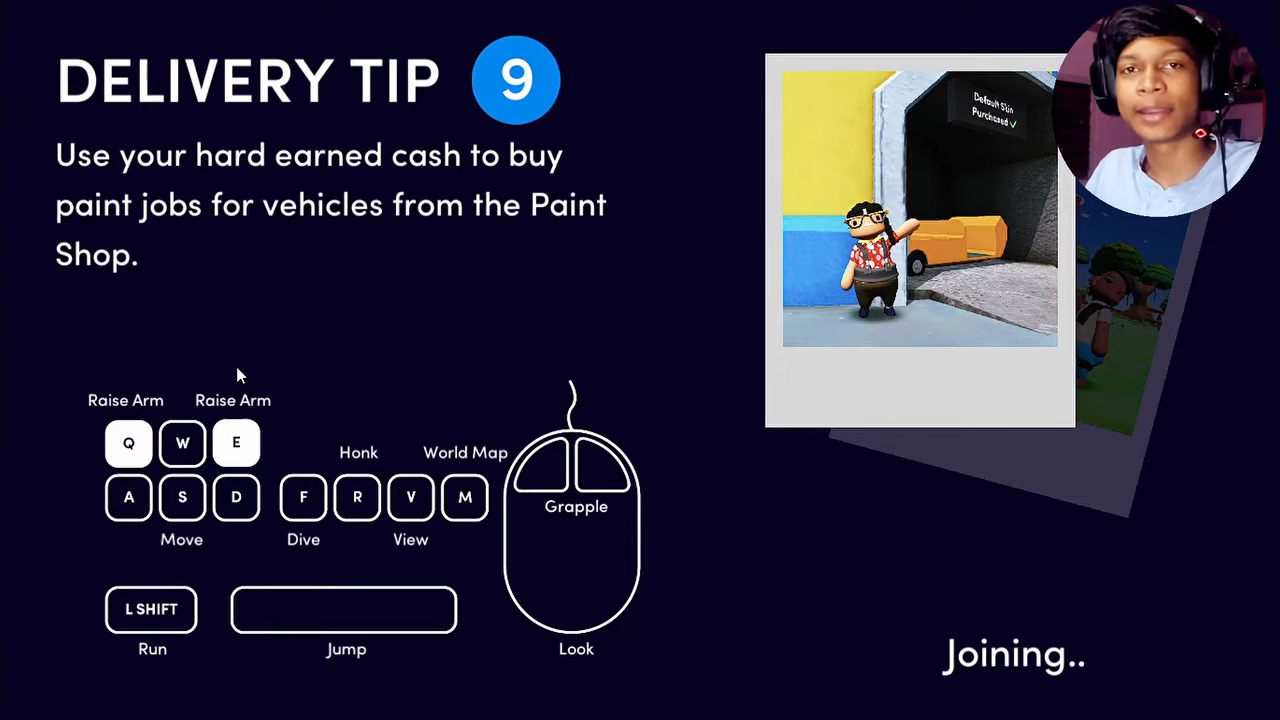 DELIVERY TIP 9
Use your hard earned cash to buy
paint jobs for vehicles from the Paint
Shop.
Default Skin
Purchased ✓
Raise Arm Raise Arm
Q W E
Honk World Map
A S D F R V M
Grapple
Move Dive View
L SHIFT
Run Jump Look
Joining..